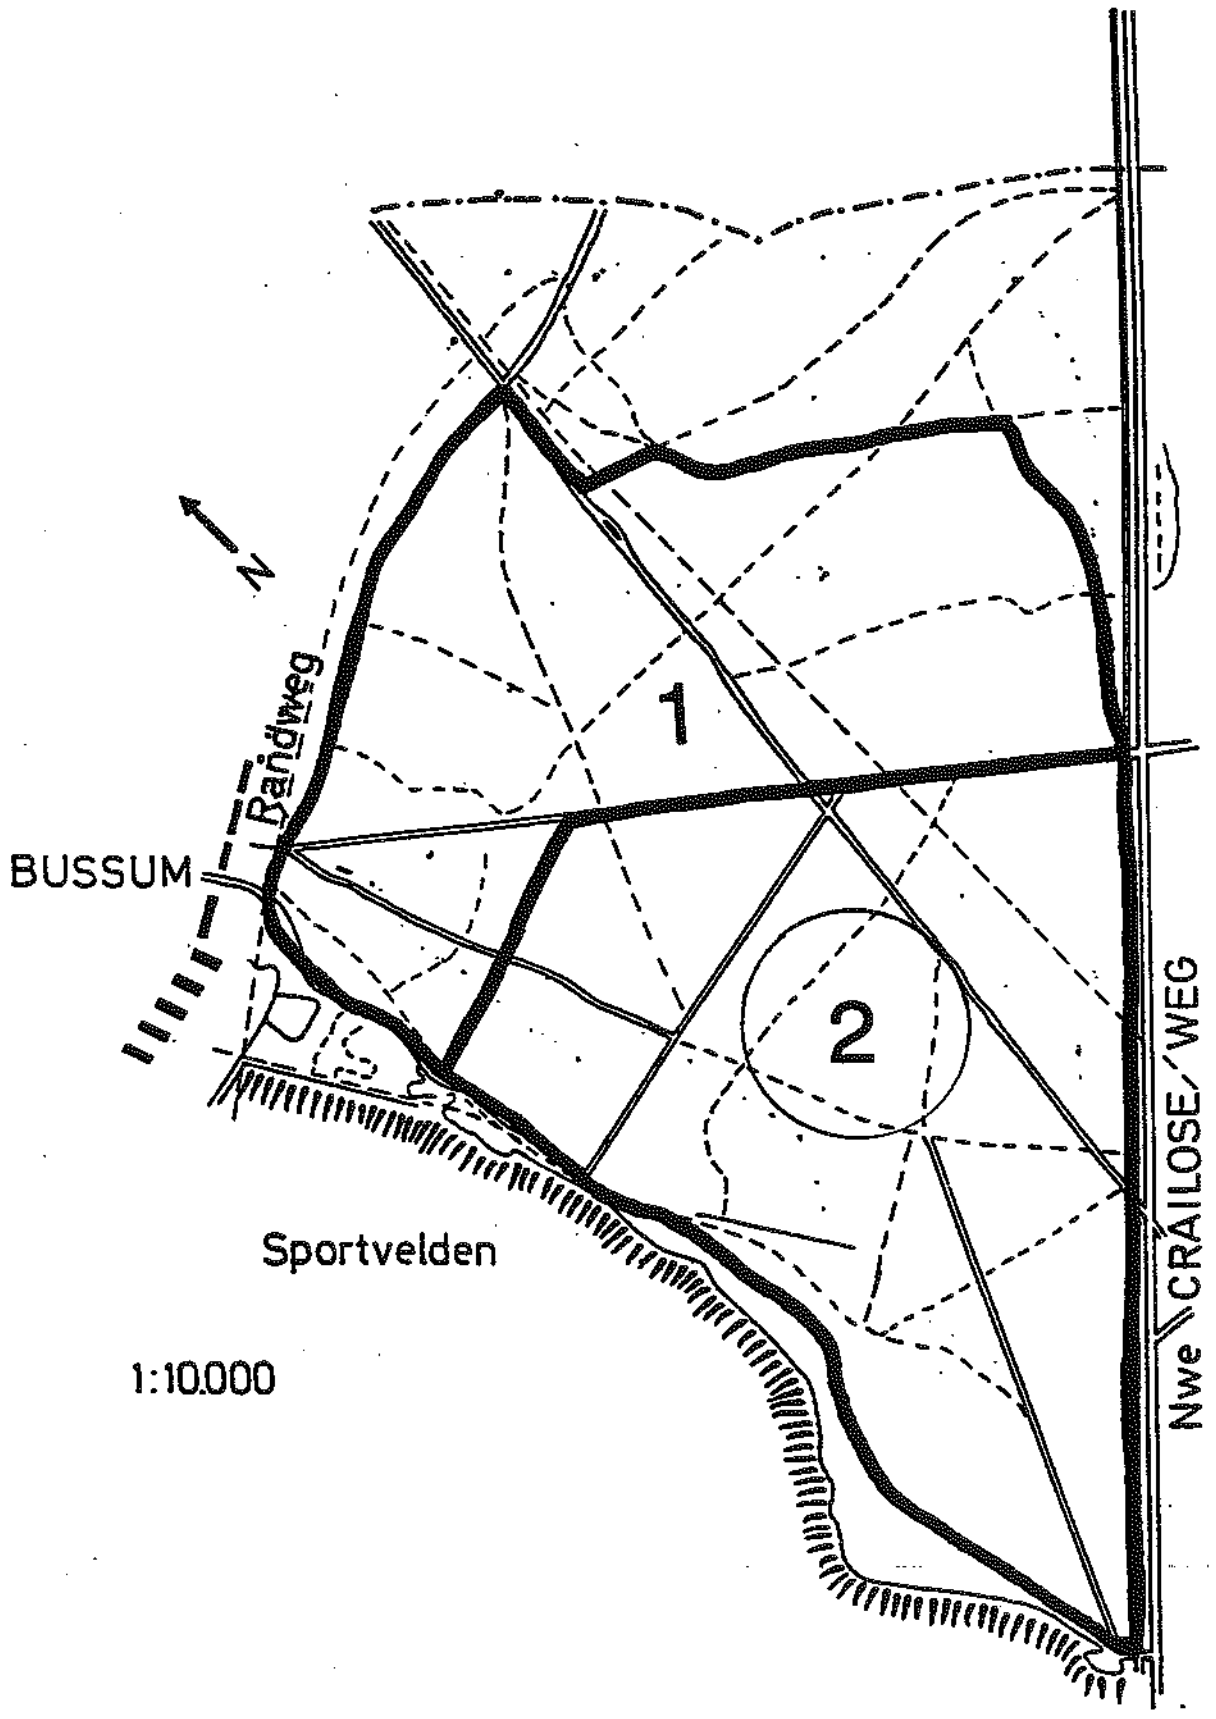 N
1
Randweg
BUSSUM
2
Sportvelden
Nwe CRAILOSE WEG
1:10.000